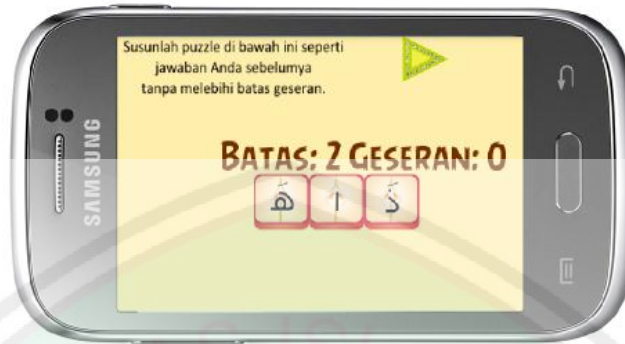 Susunlah puzzle di bawah ini seperti
jawaban Anda sebelumya
tanpa melebihi batas geseran.
BATAS: 2 GESERAN: 0
ذَ ا هَ
SAMSUNG